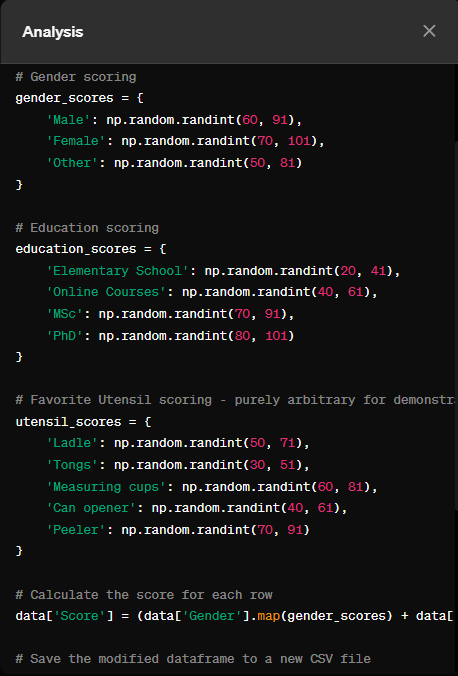 Analysis
# Gender scoring
gender_scores = {
    'Male': np.random.randint(60, 91),
    'Female': np.random.randint(70, 101),
    'Other': np.random.randint(50, 81)
}
# Education scoring
education_scores = {
    'Elementary School': np.random.randint(20, 41),
    'Online Courses': np.random.randint(40, 61),
    'MSc': np.random.randint(70, 91),
    'PhD': np.random.randint(80, 101)
}
# Favorite Utensil scoring - purely arbitrary for demonstra
utensil_scores = {
    'Ladle': np.random.randint(50, 71),
    'Tongs': np.random.randint(30, 51),
    'Measuring cups': np.random.randint(60, 81),
    'Can opener': np.random.randint(40, 61),
    'Peeler': np.random.randint(70, 91)
}
# Calculate the score for each row
data['Score'] = (data['Gender'].map(gender_scores) + data[
# Save the modified dataframe to a new CSV file